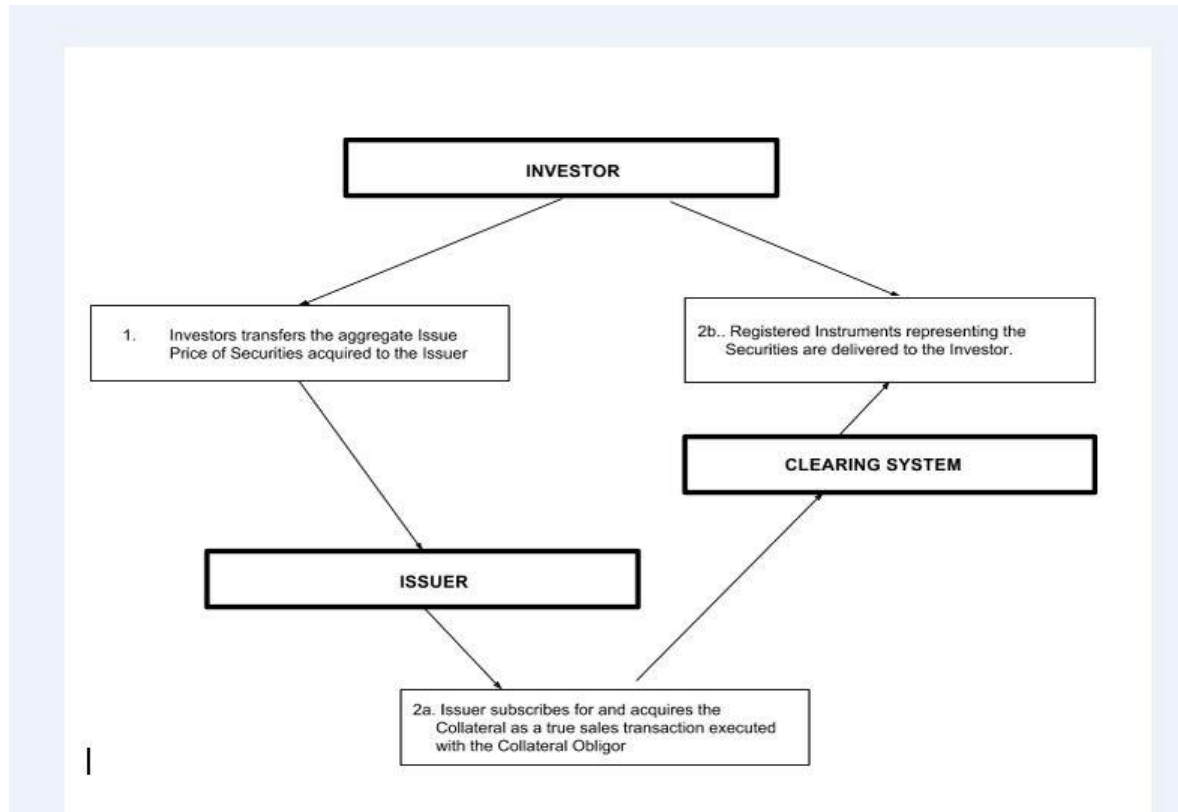 INVESTOR
1. Investors transfers the aggregate Issue
Price of Securities acquired to the Issuer
2b.. Registered Instruments representing the
Securities are delivered to the Investor.
CLEARING SYSTEM
ISSUER
2a. Issuer subscribes for and acquires the
Collateral as a true sales transaction executed
with the Collateral Obligor